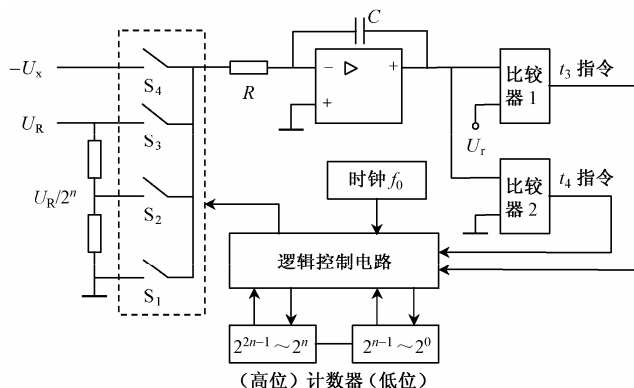 C
−Ux
S4
R
− ▷ +
+
比较器 1
t3 指令
UR
S3
Ur
UR/2ⁿ
S2
时钟 f0
比较器 2
t4 指令
逻辑控制电路
S1
2²ⁿ⁻¹～2ⁿ
2ⁿ⁻¹～2⁰
（高位）计数器（低位）